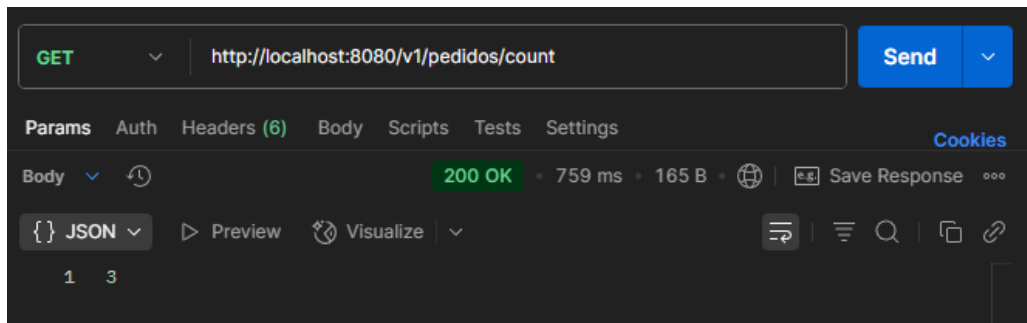 GET http://localhost:8080/v1/pedidos/count Send
Params Auth Headers (6) Body Scripts Tests Settings Cookies
Body 200 OK 759 ms 165 B e.g. Save Response
{} JSON Preview Visualize
1 3